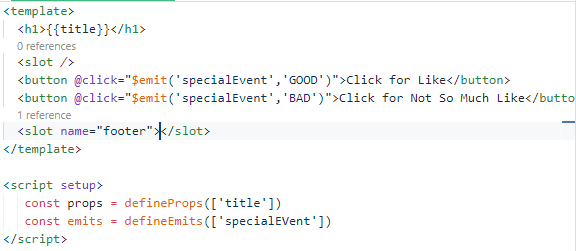 <template>
<h1>{{title}}</h1>
0 references
<slot />
<button @click="$emit('specialEvent','GOOD')">Click for Like</button>
<button @click="$emit('specialEvent','BAD')">Click for Not So Much Like</butto
1 reference
<slot name="footer"></slot>
</template>
<script setup>
const props = defineProps(['title'])
const emits = defineEmits(['specialEVent'])
</script>